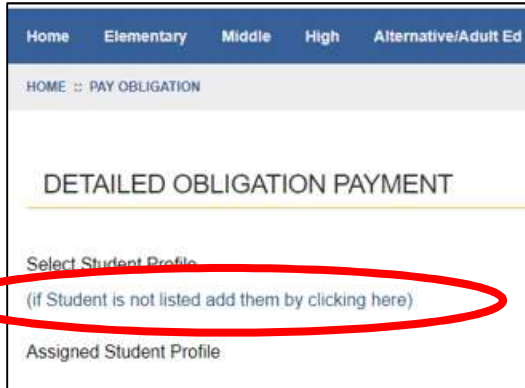 Home Elementary Middle High Alternative/Adult Ed
HOME :: PAY OBLIGATION
DETAILED OBLIGATION PAYMENT
Select Student Profile
(if Student is not listed add them by clicking here)
Assigned Student Profile